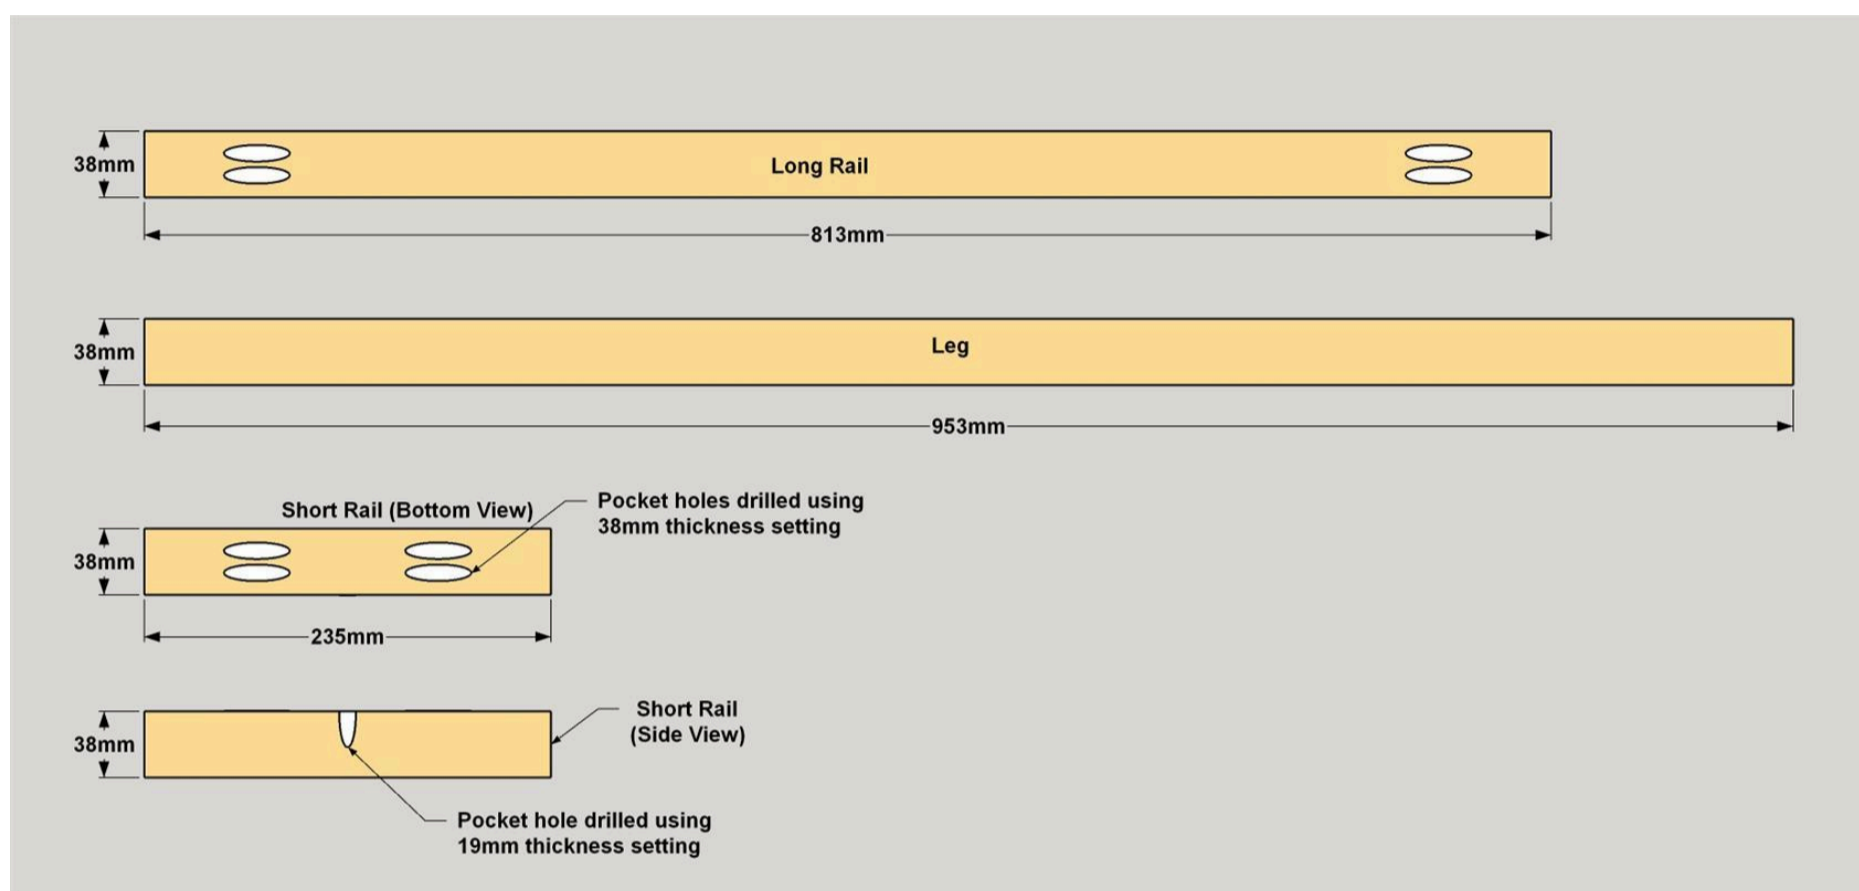 38mm
Long Rail
813mm
38mm
Leg
953mm
Short Rail (Bottom View)
Pocket holes drilled using
38mm thickness setting
38mm
235mm
38mm
Short Rail
(Side View)
Pocket hole drilled using
19mm thickness setting